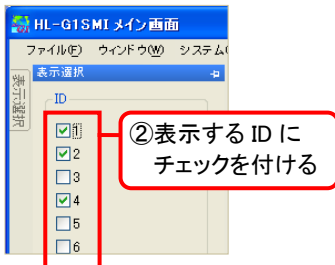 HL-G1SMI メイン画面
ファイル(F) ウィンドウ(W) システム(
表示選択
表示選択
ID
1
2
3
4
5
6
②表示する ID に
チェックを付ける